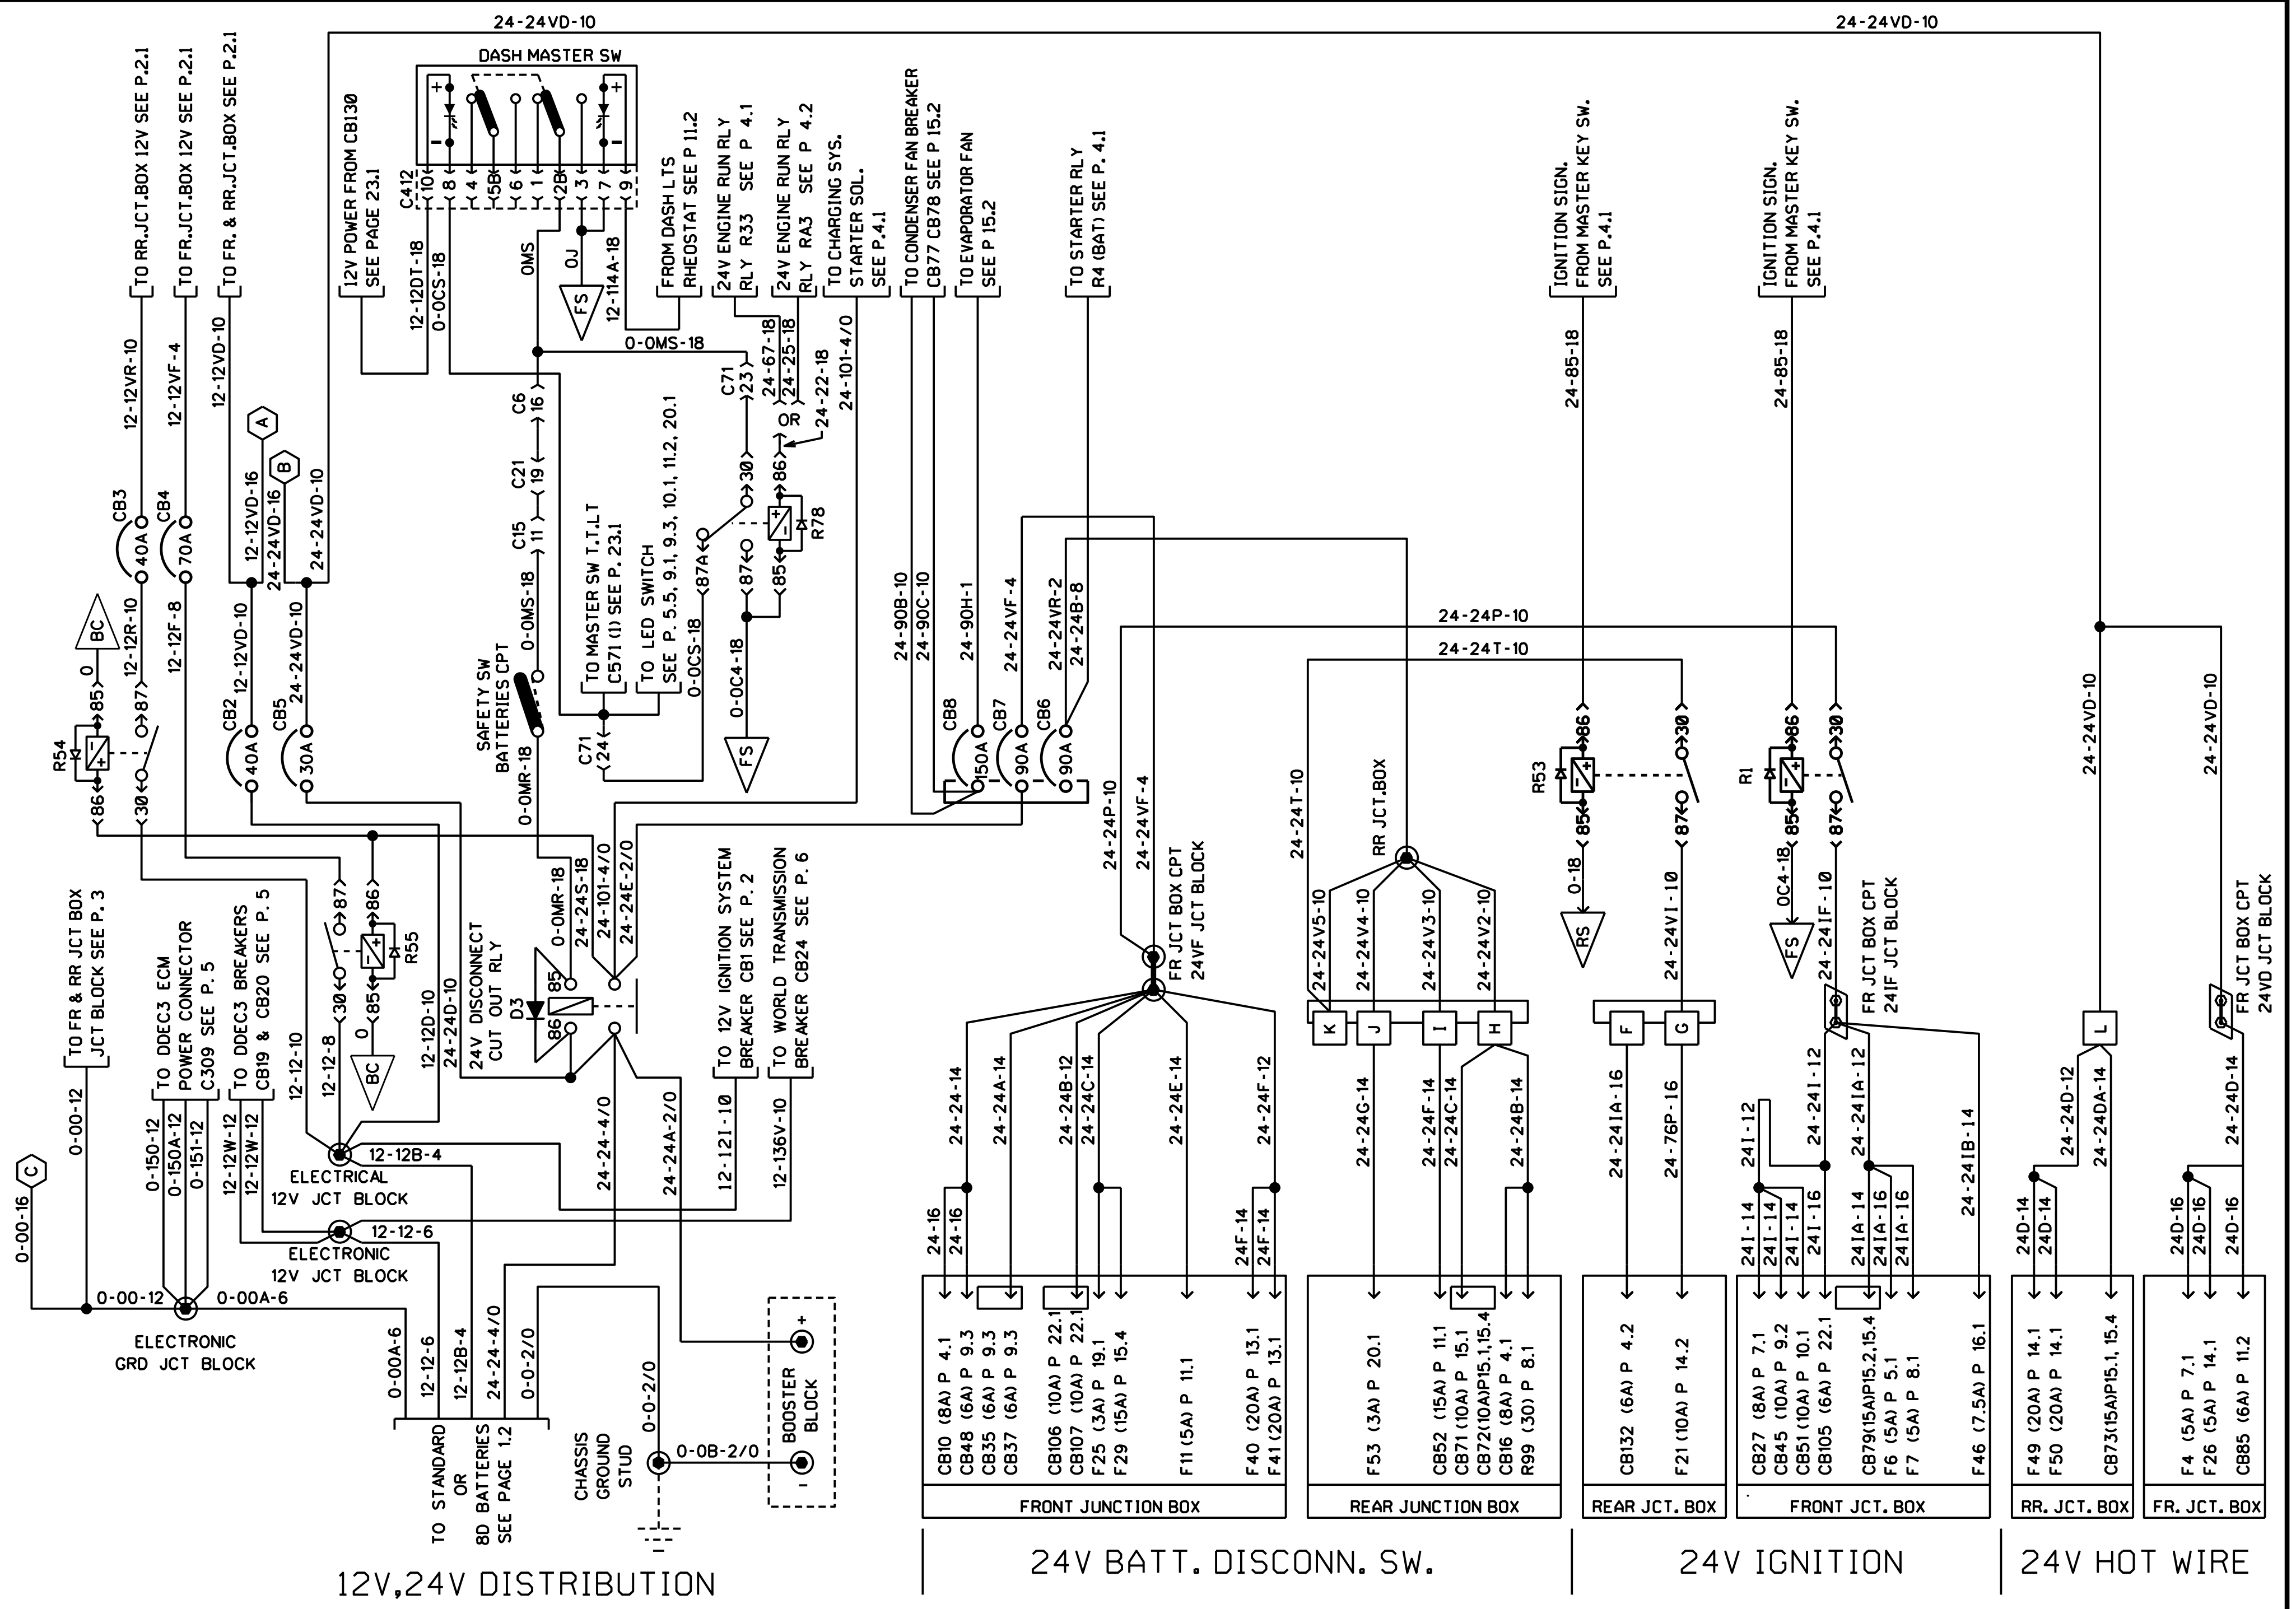 24-24VD-10
24-24VD-10
TO RR.JCT.BOX 12V SEE P.2.1
TO FR.JCT.BOX 12V SEE P.2.1
TO FR. & RR.JCT.BOX SEE P.2.1
12V POWER FROM CB130
SEE PAGE 23.1
DASH MASTER SW
+
-
+
-
C412
10
8
4
5B
6
1
2B
3
7
9
12-12DT-18
0-0CS-18
0MS
0J
FS
12-114A-18
FROM DASH LTS
RHEOSTAT SEE P 11.2
24V ENGINE RUN RLY
RLY R33 SEE P 4.1
24V ENGINE RUN RLY
RLY RA3 SEE P 4.2
TO CHARGING SYS.
STARTER SOL.
SEE P.4.1
TO CONDENSER FAN BREAKER
CB77 CB78 SEE P 15.2
TO EVAPORATOR FAN
SEE P 15.2
TO STARTER RLY
R4 (BAT) SEE P. 4.1
IGNITION SIGN.
FROM MASTER KEY SW.
SEE P.4.1
IGNITION SIGN.
FROM MASTER KEY SW.
SEE P.4.1
12-12VR-10
12-12VF-4
12-12VD-10
A
B
12-12VD-16
24-24VD-16
24-24VD-10
0-0MS-18
C71
23
24-67-18
24-25-18
OR
24-22-18
24-101-4/0
24-85-18
24-85-18
C6
16
C21
19
C15
11
CB3
40A
CB4
70A
30
86
+
-
R78
87A
87
85
BC
0
12-12R-10
12-12F-8
12-12VD-10
24-24VD-10
0-0MS-18
SAFETY SW
BATTERIES CPT
TO MASTER SW T.T.LT
C571 (1) SEE P. 23.1
TO LED SWITCH
SEE P. 5.5, 9.1, 9.3, 10.1, 11.2, 20.1
0-0CS-18
0-0C4-18
FS
C71
24
24-90B-10
24-90C-10
24-90H-1
24-24VF-4
24-24VR-2
24-24B-8
24-24P-10
24-24T-10
R54
85
86
-
+
87
30
CB2
40A
CB5
30A
0-0MR-18
CB8
150A
CB7
90A
CB6
90A
24-24P-10
24-24VF-4
24-24T-10
RR JCT.BOX
R53
86
85
-
+
30
87
R1
86
85
-
+
30
87
24-24VD-10
24-24VD-10
TO FR & RR JCT BOX
JCT BLOCK SEE P. 3
TO DDEC3 ECM
POWER CONNECTOR
C309 SEE P. 5
TO DDEC3 BREAKERS
CB19 & CB20 SEE P. 5
87
30
86
85
+
-
R55
0
BC
12-12-10
12-12-8
12-12D-10
24-24D-10
24V DISCONNECT
CUT OUT RLY
D3
85
86
0-0MR-18
24-24S-18
24-101-4/0
24-24E-2/0
TO 12V IGNITION SYSTEM
BREAKER CB1 SEE P. 2
TO WORLD TRANSMISSION
BREAKER CB24 SEE P. 6
FR JCT BOX CPT
24VF JCT BLOCK
24-24V5-10
24-24V4-10
24-24V3-10
24-24V2-10
0-18
RS
24-24VI-10
0C4-18
FS
24-24IF-10
FR JCT BOX CPT
24IF JCT BLOCK
FR JCT BOX CPT
24VD JCT BLOCK
K
J
I
H
F
G
L
0-00-12
0-150-12
0-150A-12
0-151-12
12-12W-12
12-12W-12
12-12B-4
ELECTRICAL
12V JCT BLOCK
12-12-6
ELECTRONIC
12V JCT BLOCK
24-24-4/0
24-24A-2/0
12-12I-10
12-136V-10
C
0-00-16
0-00-12
0-00A-6
ELECTRONIC
GRD JCT BLOCK
24-24-14
24-24A-14
24-24B-12
24-24C-14
24-24E-14
24-24F-12
24-24G-14
24-24F-14
24-24C-14
24-24B-14
24-24IA-16
24-76P-16
24I-12
24-24I-12
24-24IA-12
24-24IB-14
24-24D-12
24-24DA-14
24-24D-14
24-16
24-16
24F-14
24F-14
24I-14
24I-14
24I-14
24I-16
24IA-14
24IA-16
24IA-16
24D-14
24D-14
24D-16
24D-16
24D-16
0-00A-6
12-12-6
12-12B-4
24-24-4/0
0-0-2/0
0-0-2/0
TO STANDARD
OR
8D BATTERIES
SEE PAGE 1.2
CHASSIS
GROUND
STUD
0-0B-2/0
+
BOOSTER
BLOCK
-
CB10 (8A) P 4.1
CB48 (6A) P 9.3
CB35 (6A) P 9.3
CB37 (6A) P 9.3
CB106 (10A) P 22.1
CB107 (10A) P 22.1
F25 (3A) P 19.1
F29 (15A) P 15.4
F11 (5A) P 11.1
F40 (20A) P 13.1
F41 (20A) P 13.1
FRONT JUNCTION BOX
F53 (3A) P 20.1
CB52 (15A) P 11.1
CB71 (10A) P 15.1
CB72(10A)P15.1,15.4
CB16 (8A) P 4.1
R99 (30) P 8.1
REAR JUNCTION BOX
CB132 (6A) P 4.2
F21 (10A) P 14.2
REAR JCT. BOX
CB27 (8A) P 7.1
CB45 (10A) P 9.2
CB51 (10A) P 10.1
CB105 (6A) P 22.1
CB79(15A)P15.2,15.4
F6 (5A) P 5.1
F7 (5A) P 8.1
F46 (7.5A) P 16.1
FRONT JCT. BOX
F49 (20A) P 14.1
F50 (20A) P 14.1
CB73(15A)P15.1, 15.4
RR. JCT. BOX
F4 (5A) P 7.1
F26 (5A) P 14.1
CB85 (6A) P 11.2
FR. JCT. BOX
12V,24V DISTRIBUTION
24V BATT. DISCONN. SW.
24V IGNITION
24V HOT WIRE